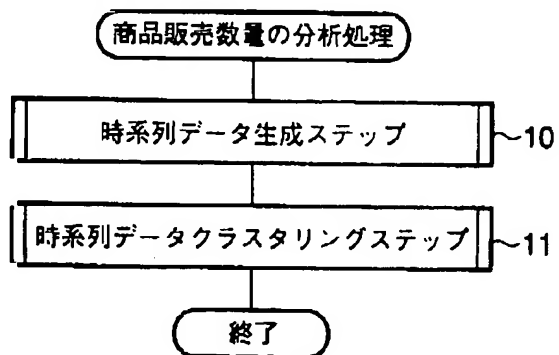 商品販売数量の分析処理
時系列データ生成ステップ ~10
時系列データクラスタリングステップ ~11
終了